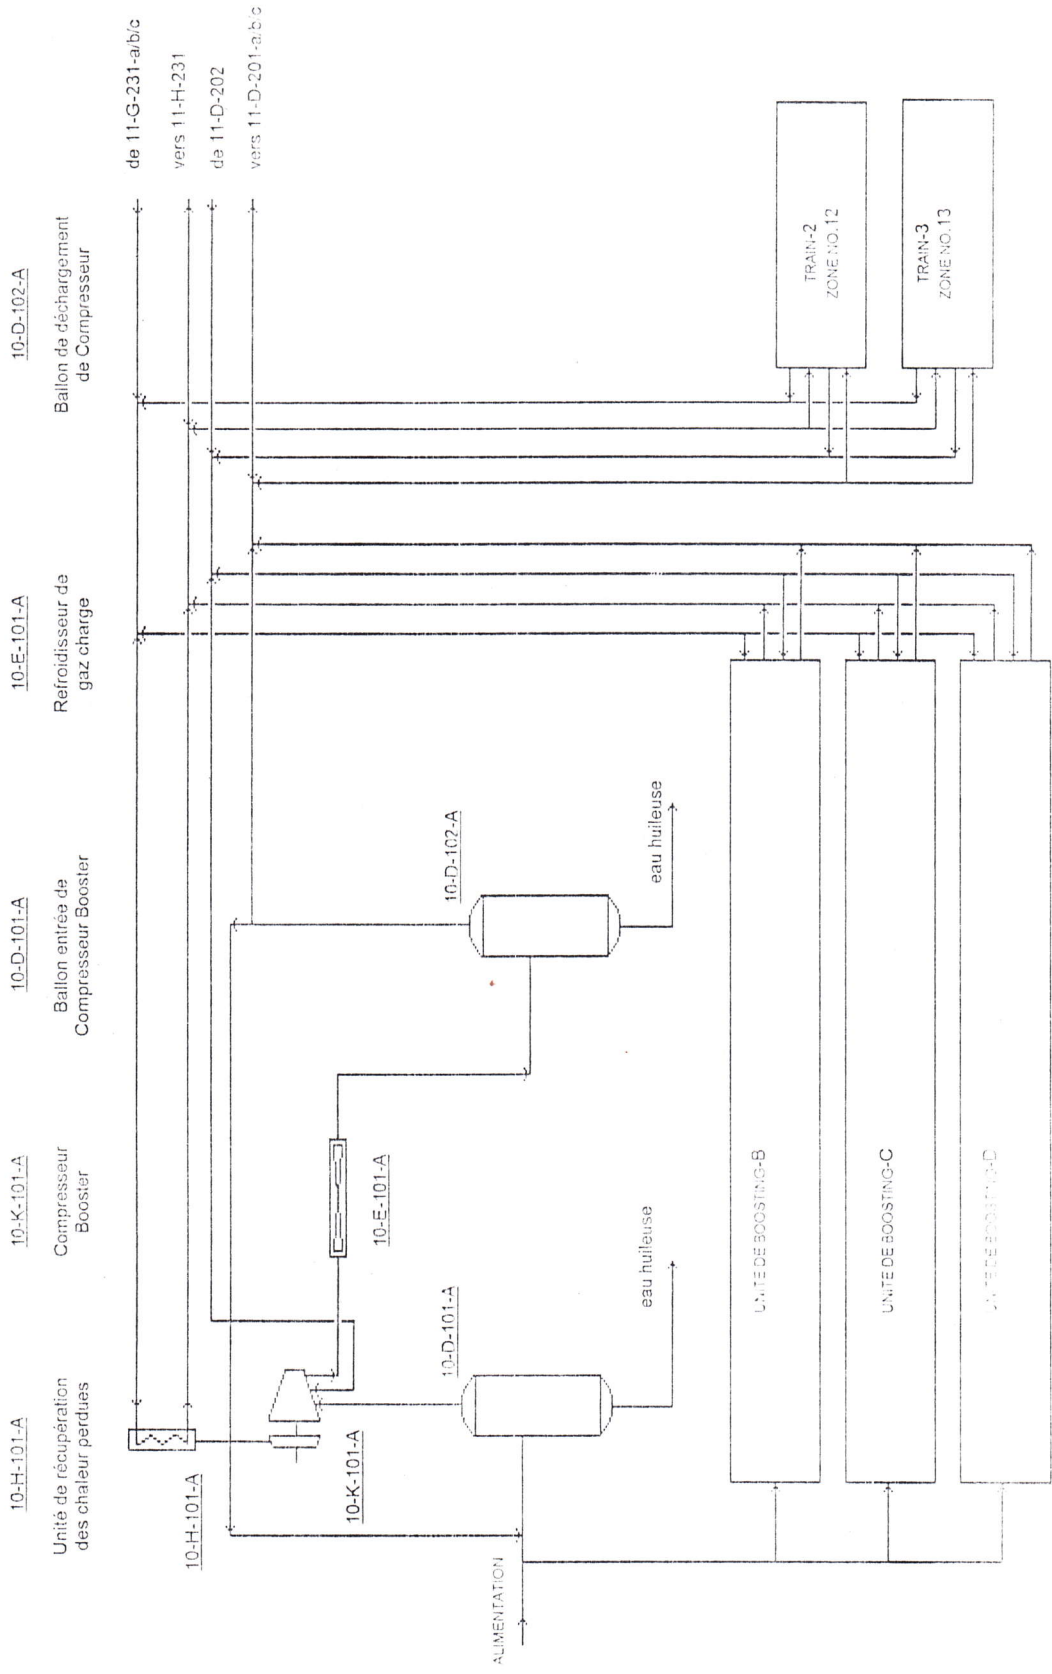 10-H-101-A
Unité de récupération
des chaleur perdues
10-K-101-A
Compresseur
Booster
10-D-101-A
Ballon entrée de
Compresseur Booster
10-E-101-A
Refroidisseur de
gaz charge
10-D-102-A
Ballon de déchargement
de Compresseur
de 11-G-231-a/b/c
vers 11-H-231
de 11-D-202
vers 11-D-201-a/b/c
10-H-101-A
10-K-101-A
10-E-101-A
10-D-101-A
eau huileuse
10-D-102-A
eau huileuse
ALIMENTATION
UNITE DE BOOSTING-B
UNITE DE BOOSTING-C
UNITE DE BOOSTING-D
TRAIN-2
ZONE NO. 12
TRAIN-3
ZONE NO. 13